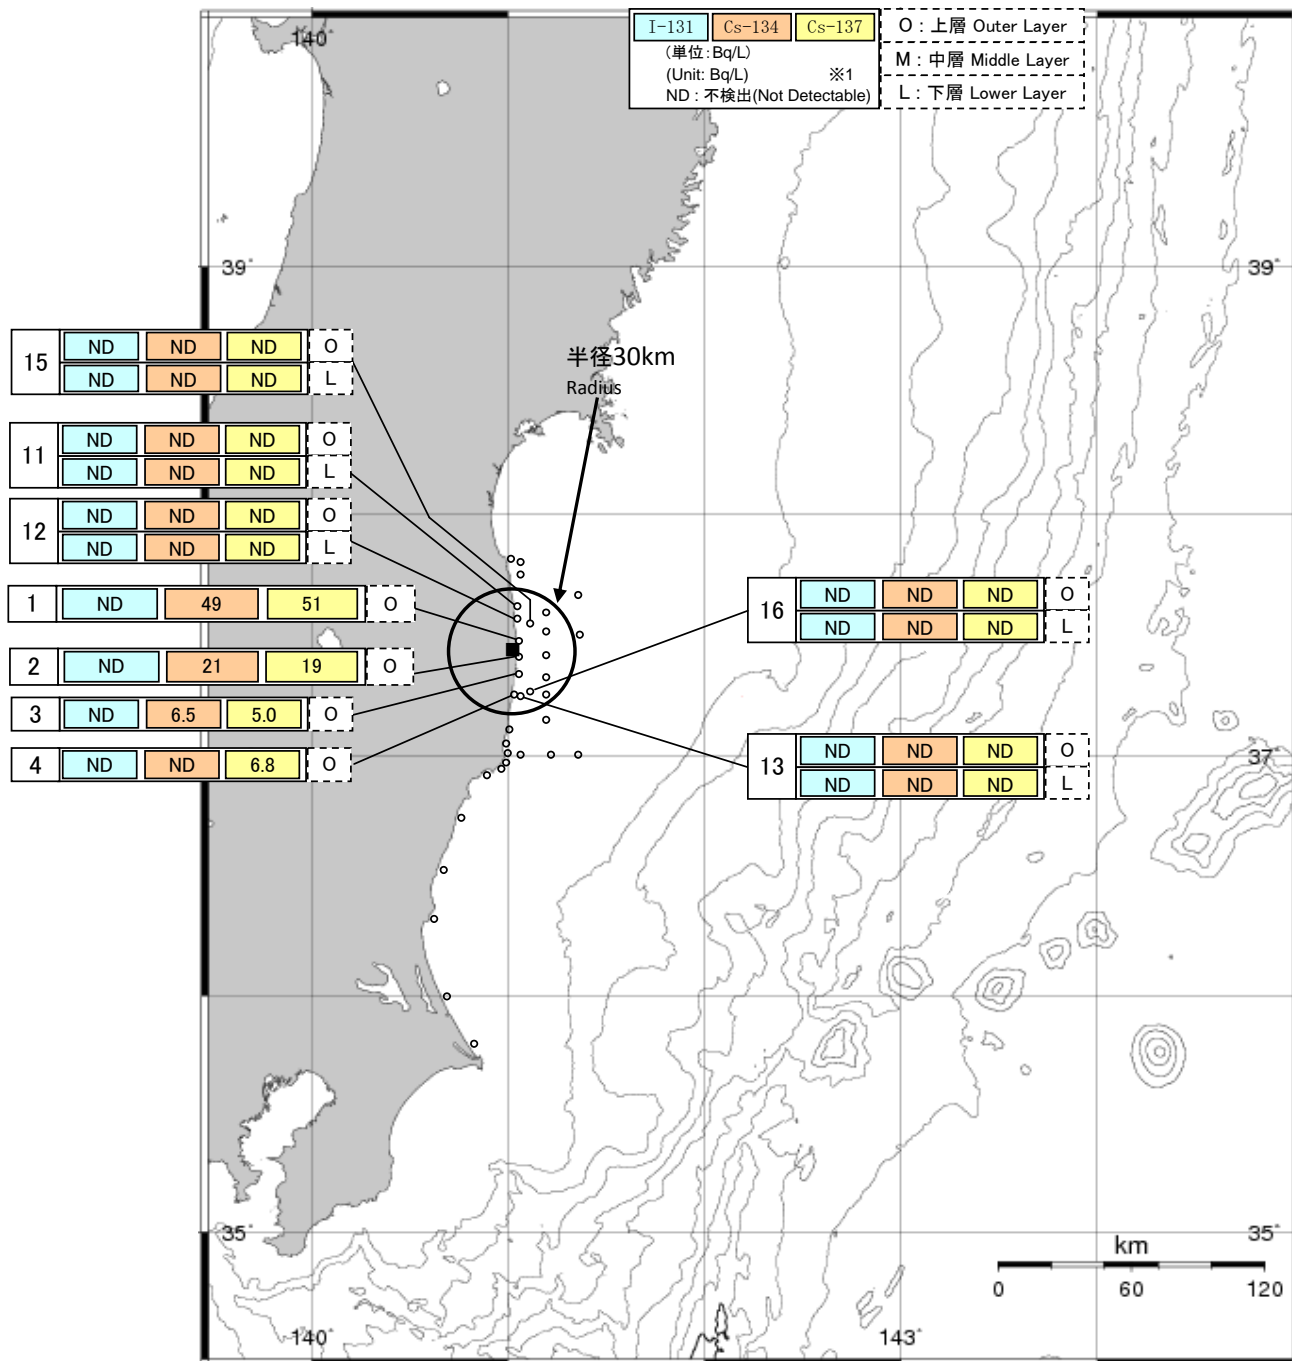 140°
I-131 Cs-134 Cs-137
(単位:Bq/L)
(Unit: Bq/L) ※1
ND : 不検出(Not Detectable)
O : 上層 Outer Layer
M : 中層 Middle Layer
L : 下層 Lower Layer
39° 39°
半径30km
Radius
15
ND ND ND O
ND ND ND L
11
ND ND ND O
ND ND ND L
12
ND ND ND O
ND ND ND L
1 ND 49 51 O
2 ND 21 19 O
3 ND 6.5 5.0 O
4 ND ND 6.8 O
16
ND ND ND O
ND ND ND L
13
ND ND ND O
ND ND ND L
37°
35° 35°
km
0 60 120
140° 143°